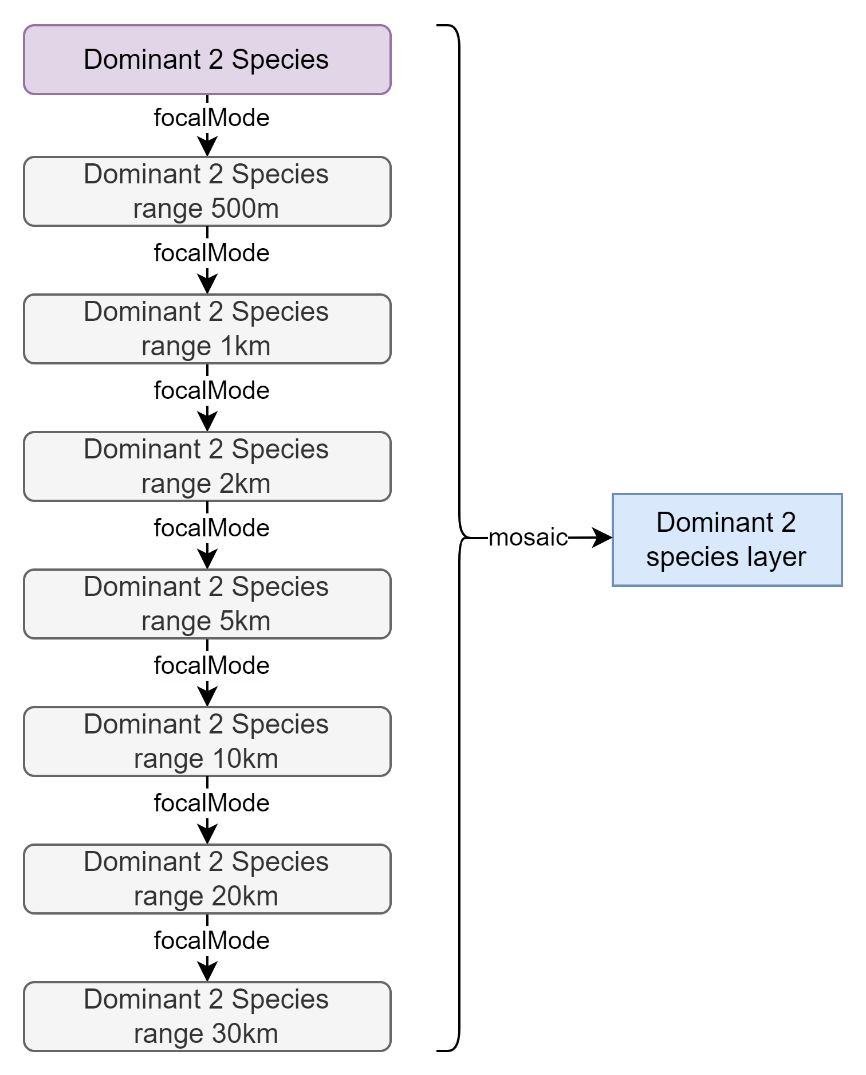 Dominant 2 Species
focalMode
Dominant 2 Species
range 500m
focalMode
Dominant 2 Species
range 1km
focalMode
Dominant 2 Species
range 2km
focalMode
Dominant 2 Species
range 5km
focalMode
Dominant 2 Species
range 10km
focalMode
Dominant 2 Species
range 20km
focalMode
Dominant 2 Species
range 30km
mosaic
Dominant 2
species layer